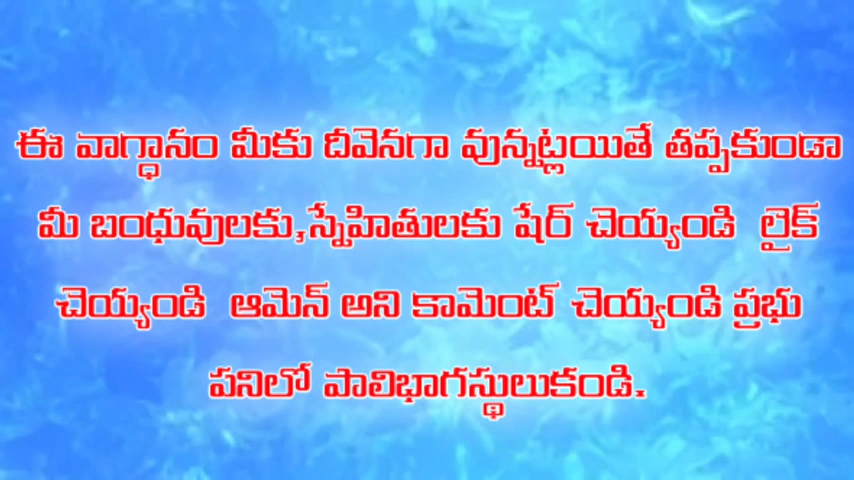 ఈ వాగ్ధానం మీకు దీవెనగా వున్నట్లయితే తప్పకుండా
మీ బంధువులకు,స్నేహితులకు షేర్ చెయ్యండి లైక్
చెయ్యండి ఆమెన్ అని కామెంట్ చెయ్యండి ప్రభు
పనిలో పాలిభాగస్థులుకండి.